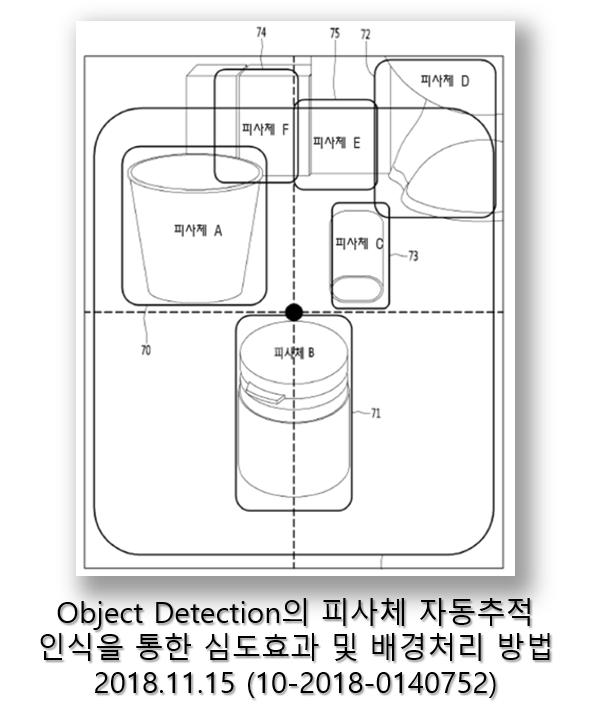 74
75
72
피사체 D
피사체 F
피사체 E
피사체 A
피사체 C
73
70
피사체 B
71
Object Detection의 피사체 자동추적
인식을 통한 심도효과 및 배경처리 방법
2018.11.15 (10-2018-0140752)